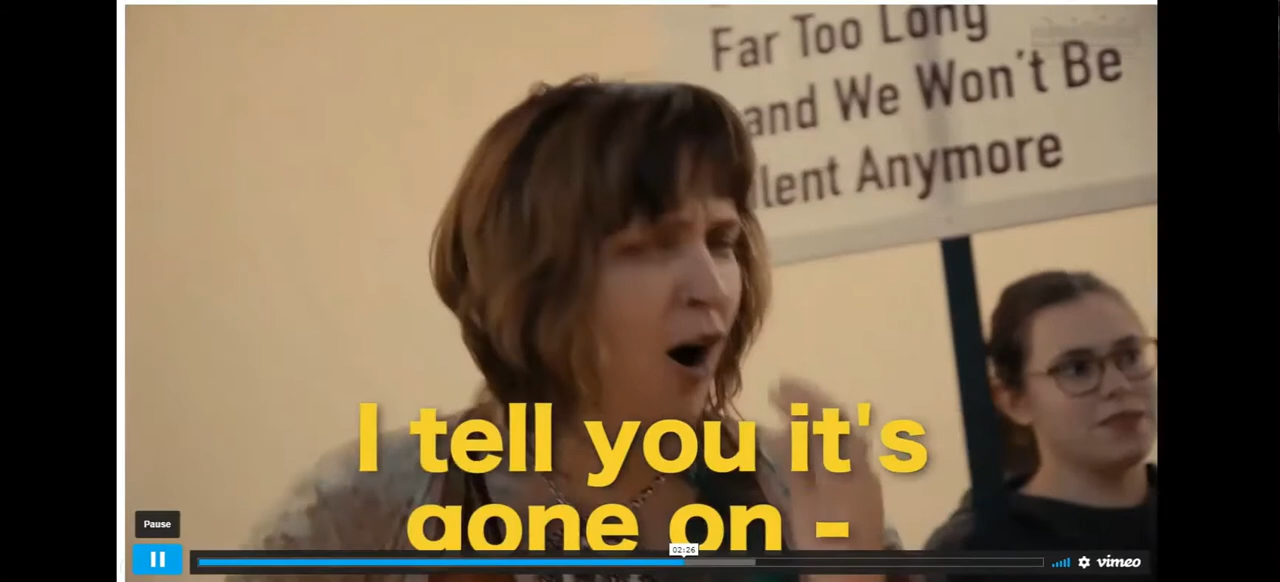 Far Too Long
and We Won't Be
lent Anymore
I tell you it's
gone on -
Pause
02:26
vimeo